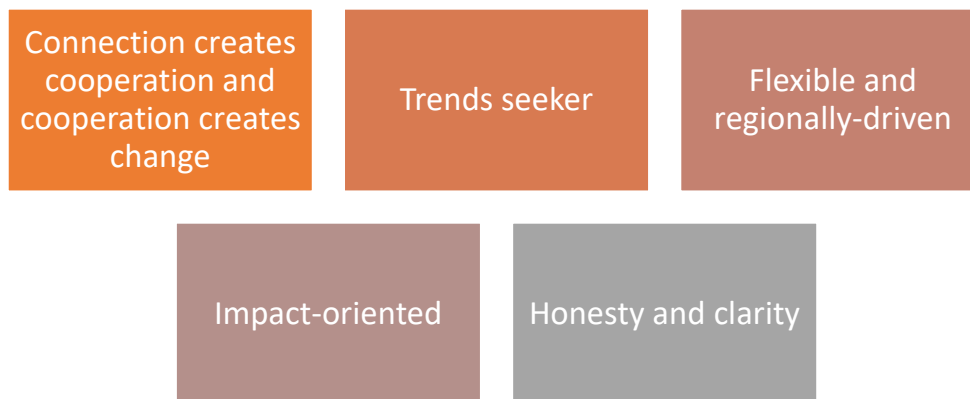 Connection creates
cooperation and
cooperation creates
change
Trends seeker
Flexible and
regionally-driven
Impact-oriented
Honesty and clarity